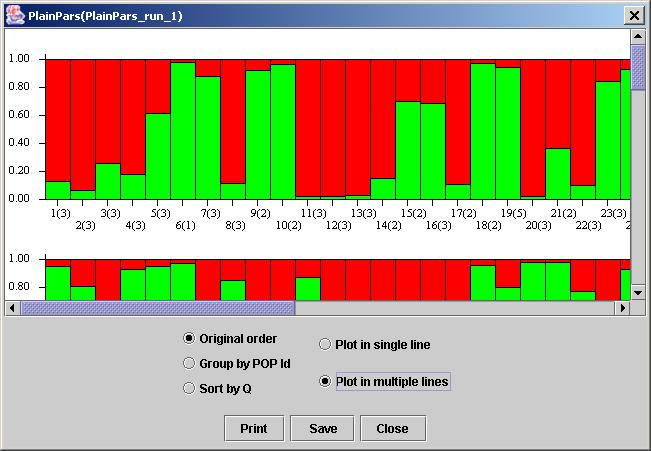 PlainPars(PlainPars_run_1)
1.00
0.80
0.60
0.40
0.20
0.00
1(3) 3(3) 5(3) 7(3) 9(2) 11(3) 13(3) 15(2) 17(2) 19(5) 21(2) 23(3)
2(3) 4(3) 6(1) 8(3) 10(2) 12(3) 14(2) 16(2) 18(2) 20(3) 22(3) 2
1.00
0.80
Original order
Plot in single line
Group by POP Id
Plot in multiple lines
Sort by Q
Print Save Close